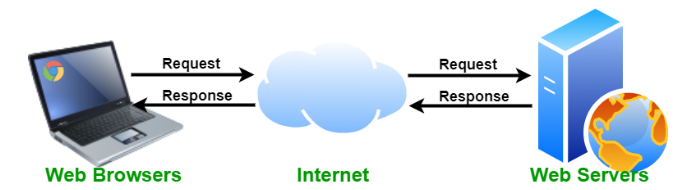 Request
Response
Request
Response
Web Browsers
Internet
Web Servers